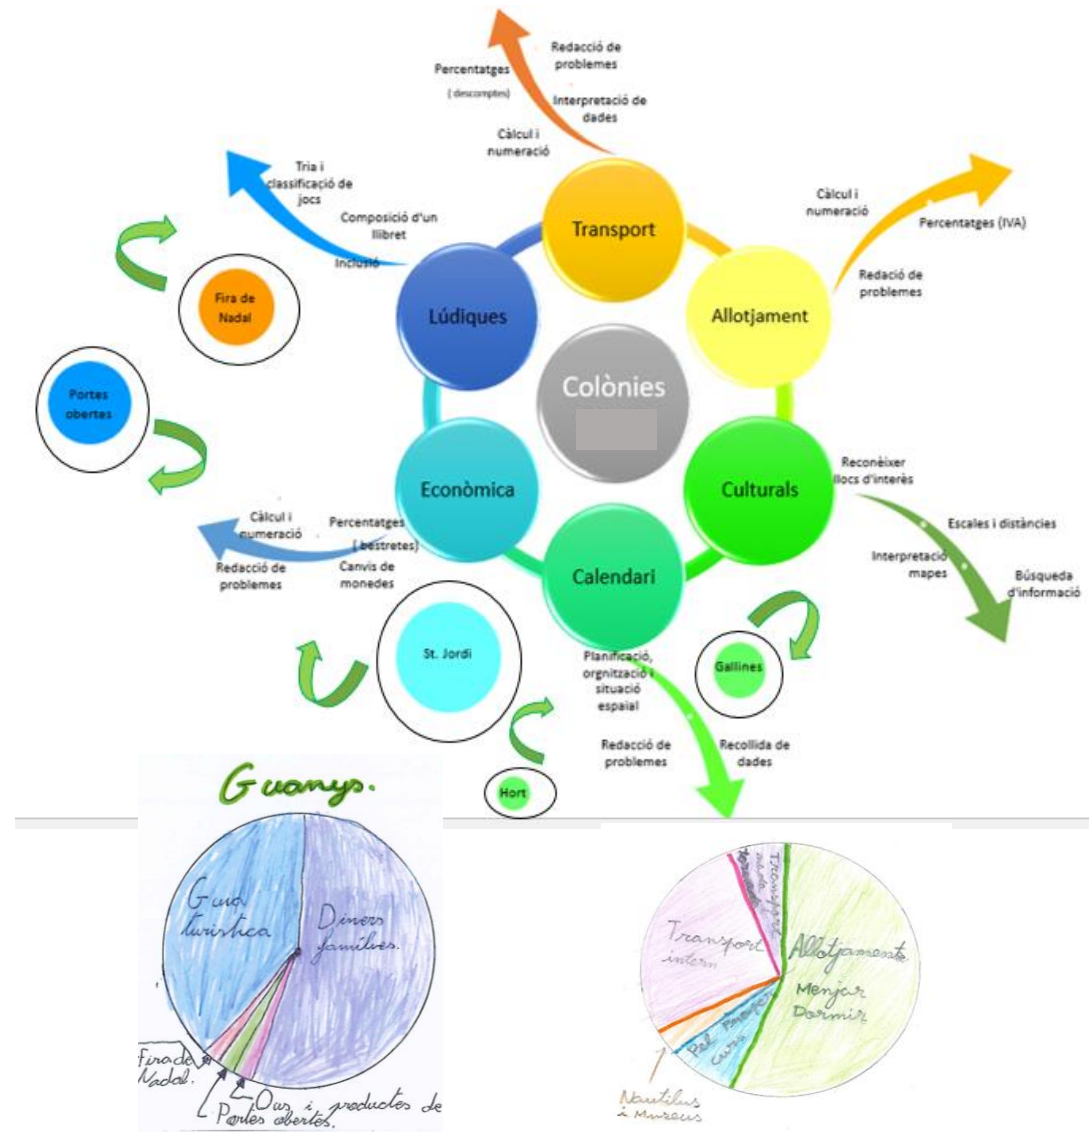 Redacció de
problemes
Percentatges
( descomptes)
Interpretació de
dades
Càlcul i
numeració
Transport
Tria i
classificació de
jocs
Composició d'un
llibret
Inclusió
Lúdiques
Fira de
Nadal
Portes
obertes
Càlcul i
numeració
Percentatges (IVA)
Redació de
problemes
Allotjament
Colònies
Econòmica
Càlcul i
numeració
Percentatges
( bestretes)
Redacció de
problemes
Canvis de
monedes
Culturals
Reconèixer
llocs d'interès
Escales i distàncies
Interpretació
mapes
Búsqueda
d'informació
Calendari
Planificació,
orgnització i
situació
espaial
Redacció de
problemes
Recollida de
dades
St. Jordi
Gallines
Hort
Guanys.
Guia
turistica
Diners
famílies.
Fira de
Nadal.
Ous i productes de
Portes obertes.
Transport
intern
Transport
Allotjament
Menjar
Dormir
Nautilus
i Museus